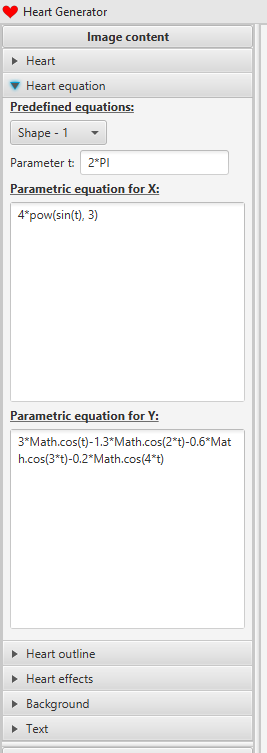 Heart Generator
Image content
Heart
Heart equation
Predefined equations:
Shape - 1
Parameter t: 2*PI
Parametric equation for X:
4*pow(sin(t), 3)
Parametric equation for Y:
3*Math.cos(t)-1.3*Math.cos(2*t)-0.6*Mat
h.cos(3*t)-0.2*Math.cos(4*t)
Heart outline
Heart effects
Background
Text